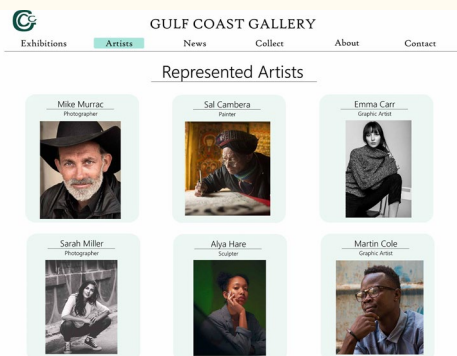 GULF COAST GALLERY
Exhibitions Artists News Collect About Contact
Represented Artists
Mike Murrac Sal Cambera Emma Carr
Photographer Painter Graphic Artist
Sarah Miller Alya Hare Martin Cole
Photographer Sculpter Graphic Artist